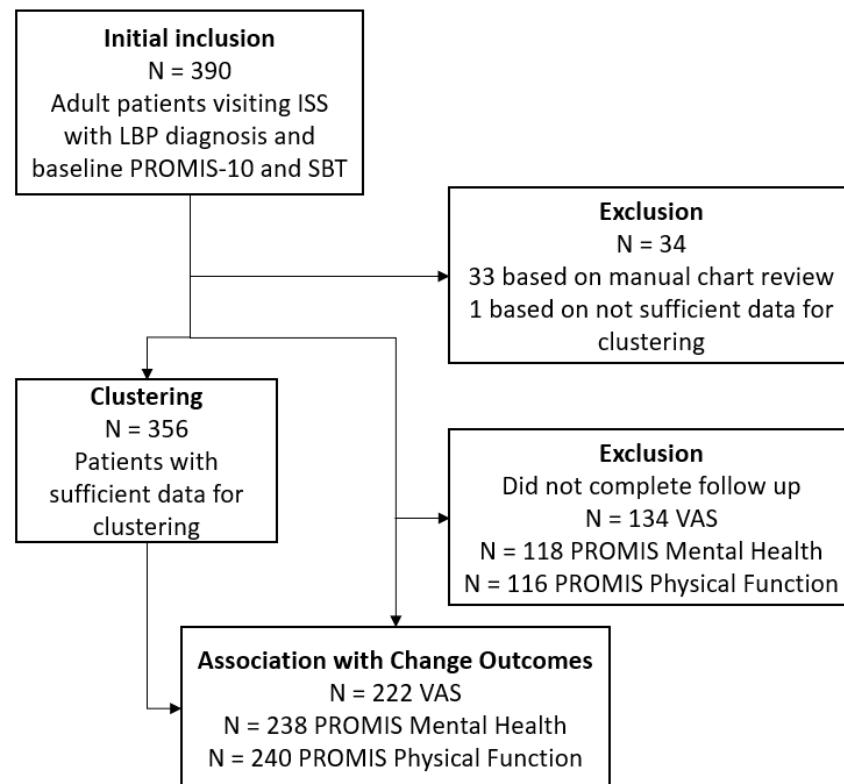 Initial inclusion
N = 390
Adult patients visiting ISS
with LBP diagnosis and
baseline PROMIS-10 and SBT
Exclusion
N = 34
33 based on manual chart review
1 based on not sufficient data for
clustering
Clustering
N = 356
Patients with
sufficient data for
clustering
Exclusion
Did not complete follow up
N = 134 VAS
N = 118 PROMIS Mental Health
N = 116 PROMIS Physical Function
Association with Change Outcomes
N = 222 VAS
N = 238 PROMIS Mental Health
N = 240 PROMIS Physical Function